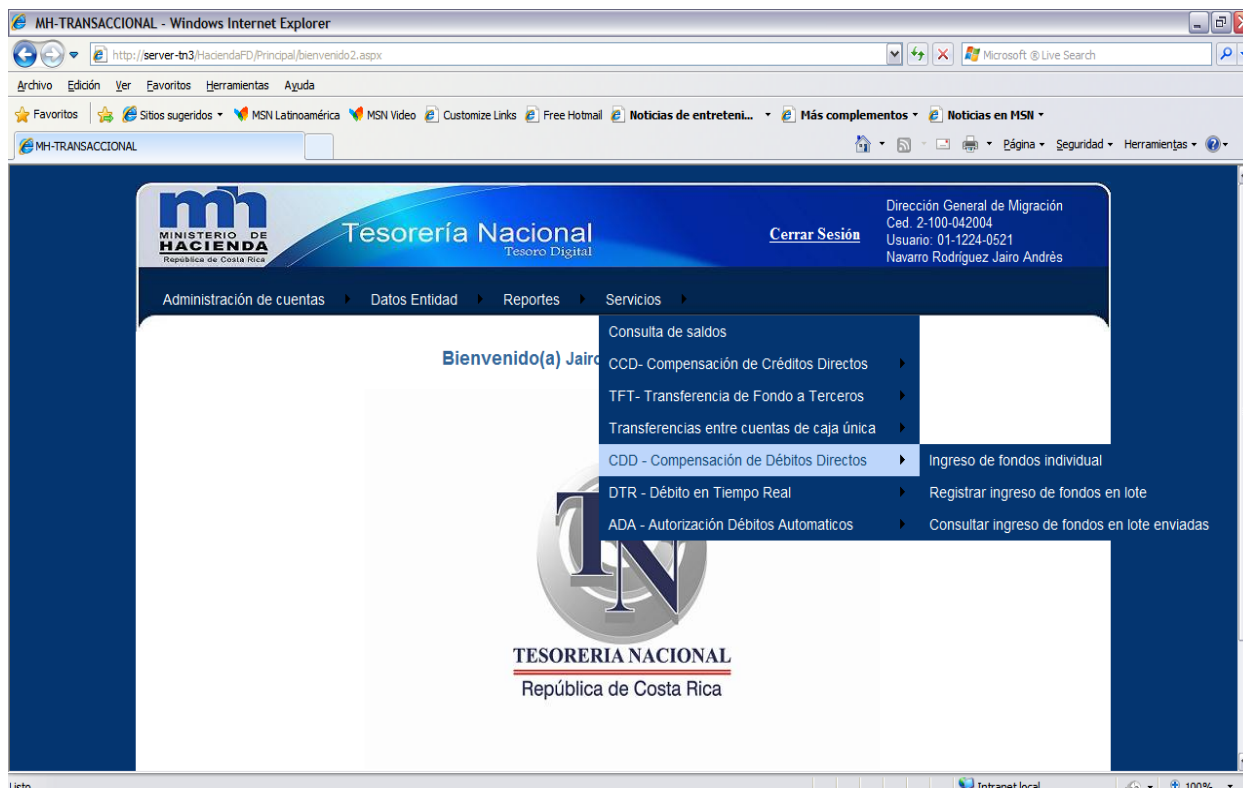 MH-TRANSACCIONAL - Windows Internet Explorer
http://server-tn3/HaciendaFD/Principal/bienvenido2.aspx
Microsoft ® Live Search
Archivo Edición Ver Favoritos Herramientas Ayuda
Favoritos Sitios sugeridos MSN Latinoamérica MSN Video Customize Links Free Hotmail Noticias de entreteni... Más complementos Noticias en MSN
MH-TRANSACCIONAL Página Seguridad Herramientas
mh
MINISTERIO DE
HACIENDA
República de Costa Rica
Tesorería Nacional
Tesoro Digital
Cerrar Sesión
Dirección General de Migración
Ced. 2-100-042004
Usuario: 01-1224-0521
Navarro Rodríguez Jairo Andrès
Administración de cuentas Datos Entidad Reportes Servicios
Bienvenido(a)
Consulta de saldos
CCD- Compensación de Créditos Directos
TFT- Transferencia de Fondo a Terceros
Transferencias entre cuentas de caja única
CDD - Compensación de Débitos Directos
DTR - Débito en Tiempo Real
ADA - Autorización Débitos Automaticos
Ingreso de fondos individual
Registrar ingreso de fondos en lote
Consultar ingreso de fondos en lote enviadas
TN
TESORERIA NACIONAL
República de Costa Rica
Listo Intranet local 100%